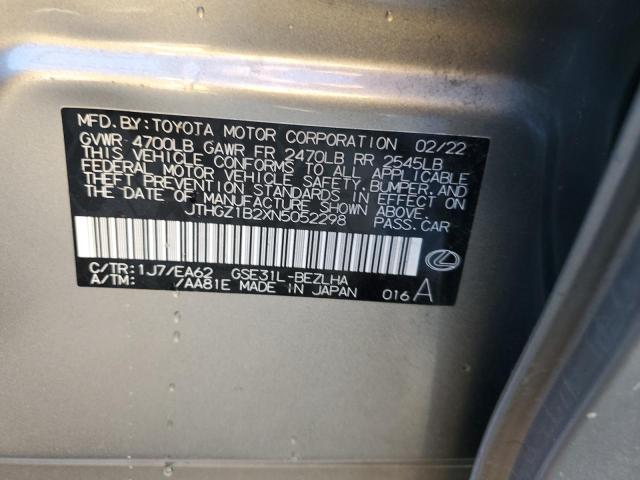 MFD. BY: TOYOTA MOTOR CORPORATION 02/22
GVWR 4700LB GAWR FR 2470LB RR 2545LB
THIS VEHICLE CONFORMS TO ALL APPLICABLE
FEDERAL MOTOR VEHICLE SAFETY, BUMPER, AND
THEFT PREVENTION STANDARDS IN EFFECT ON
THE DATE OF MANUFACTURE SHOWN ABOVE.
JTHGZ1B2XN5052298 PASS. CAR
C/TR: 1J7/EA62 GSE31L-BEZLHA
A/TM: /AA81E MADE IN JAPAN 016 A